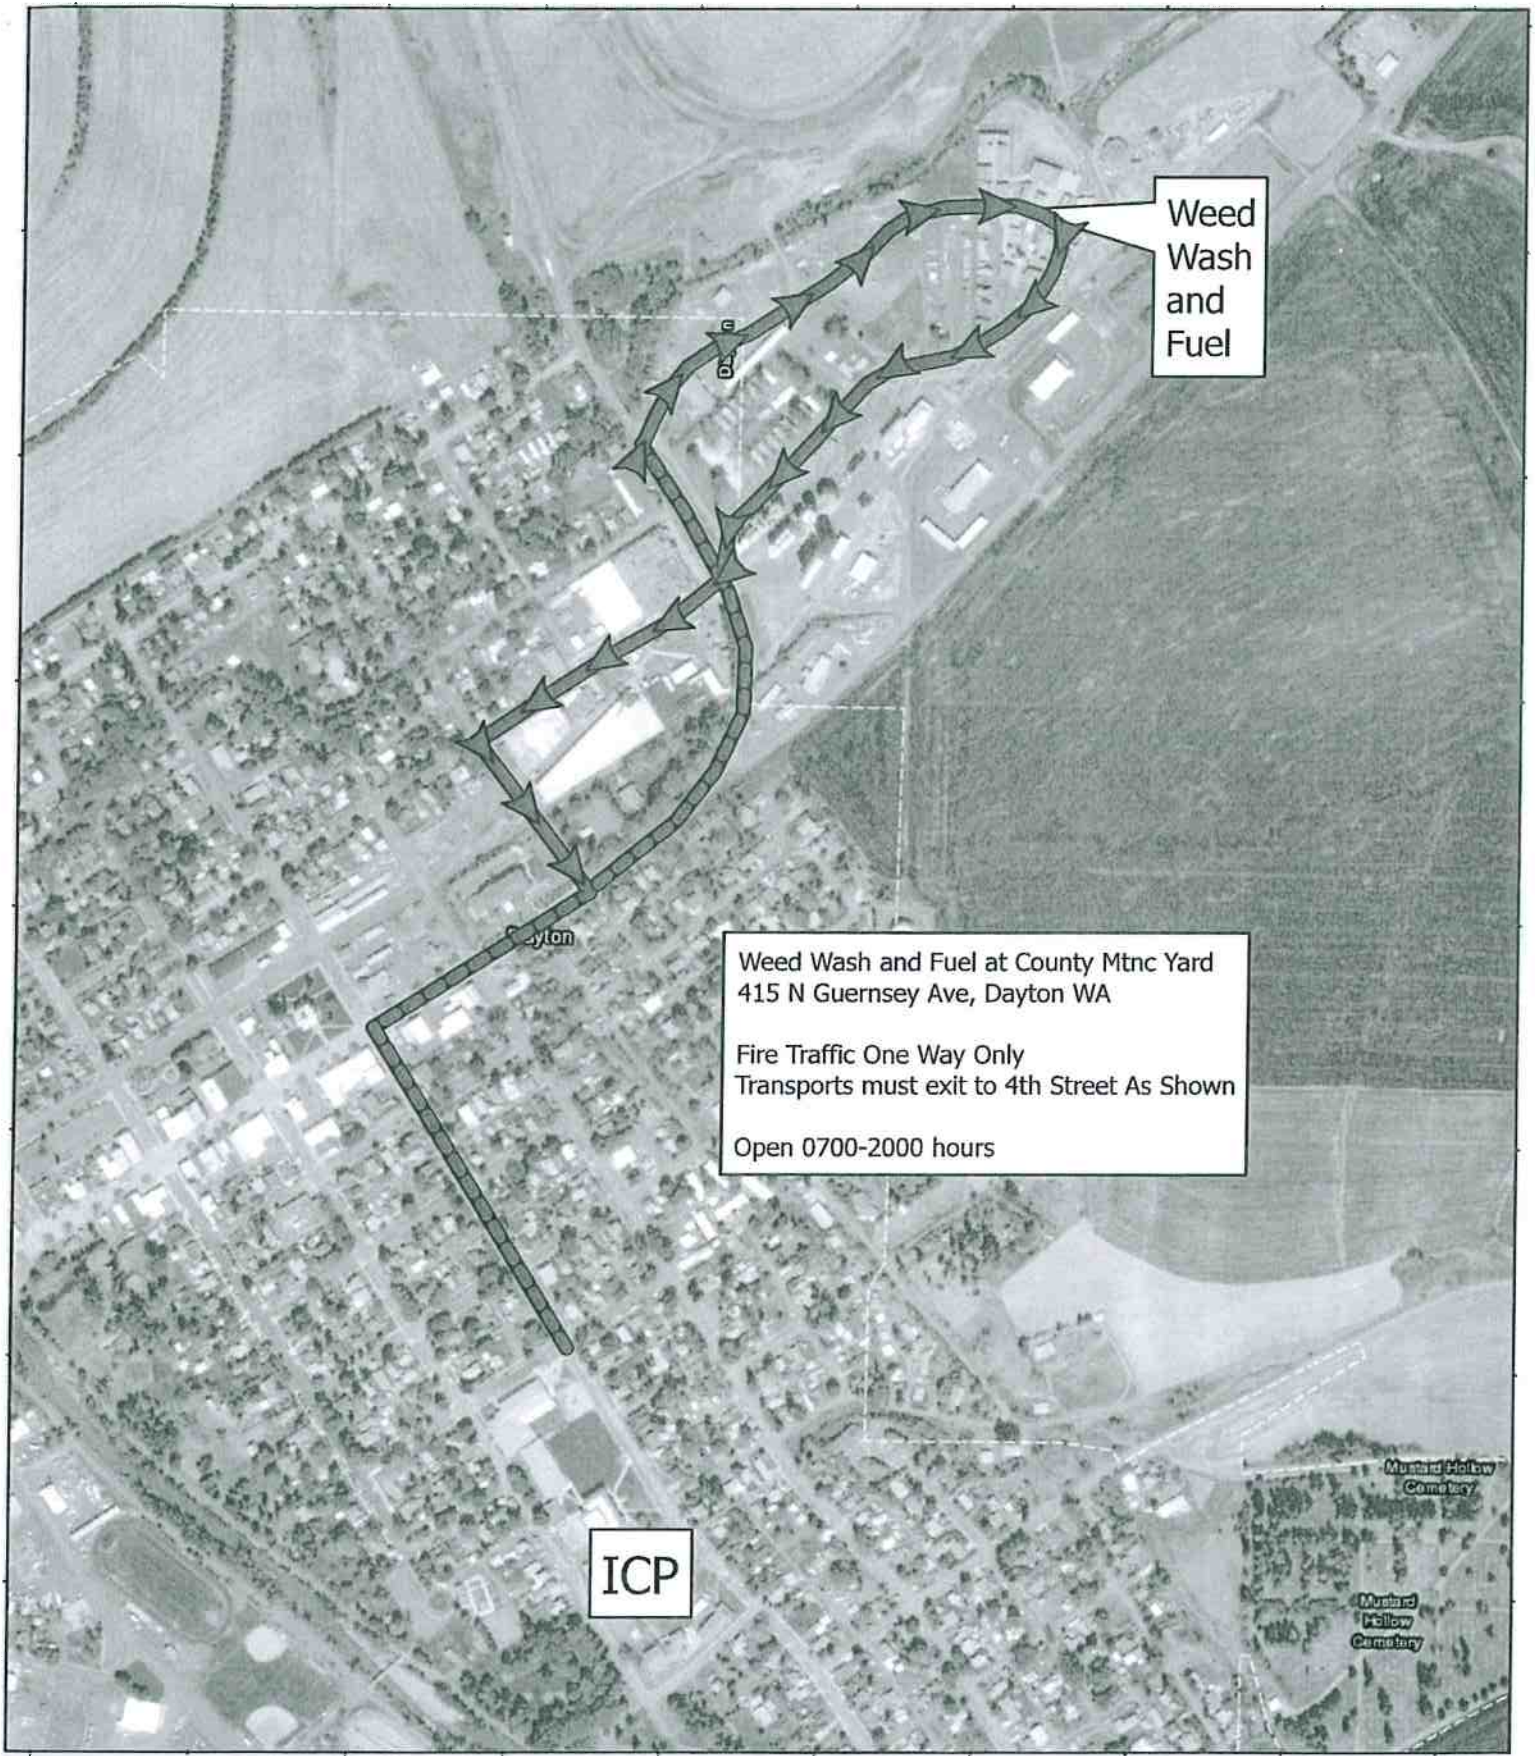 Weed
Wash
and
Fuel
Weed Wash and Fuel at County Mtnc Yard
415 N Guernsey Ave, Dayton WA
Fire Traffic One Way Only
Transports must exit to 4th Street As Shown
Open 0700-2000 hours
Mustard Hollow
Cemetery
ICP
Mustard
Hollow
Cemetery